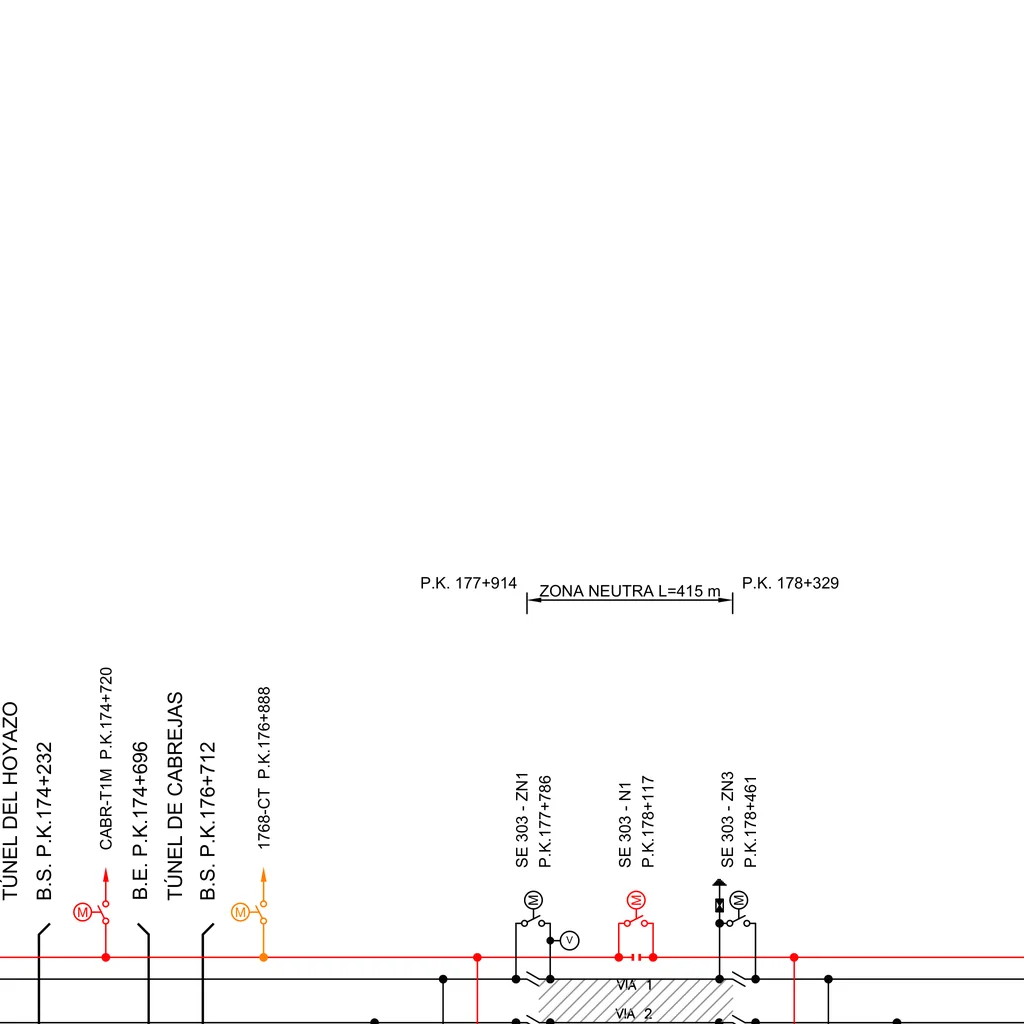 P.K. 177+914
ZONA NEUTRA L=415 m
P.K. 178+329
TÚNEL DEL HOYAZO
B.S. P.K.174+232
CABR-T1M P.K.174+720
B.E. P.K.174+696
TÚNEL DE CABREJAS
B.S. P.K.176+712
1768-CT P.K.176+888
SE 303 - ZN1
P.K.177+786
SE 303 - N1
P.K.178+117
SE 303 - ZN3
P.K.178+461
M
M
M
M
M
V
VIA 1
VIA 2